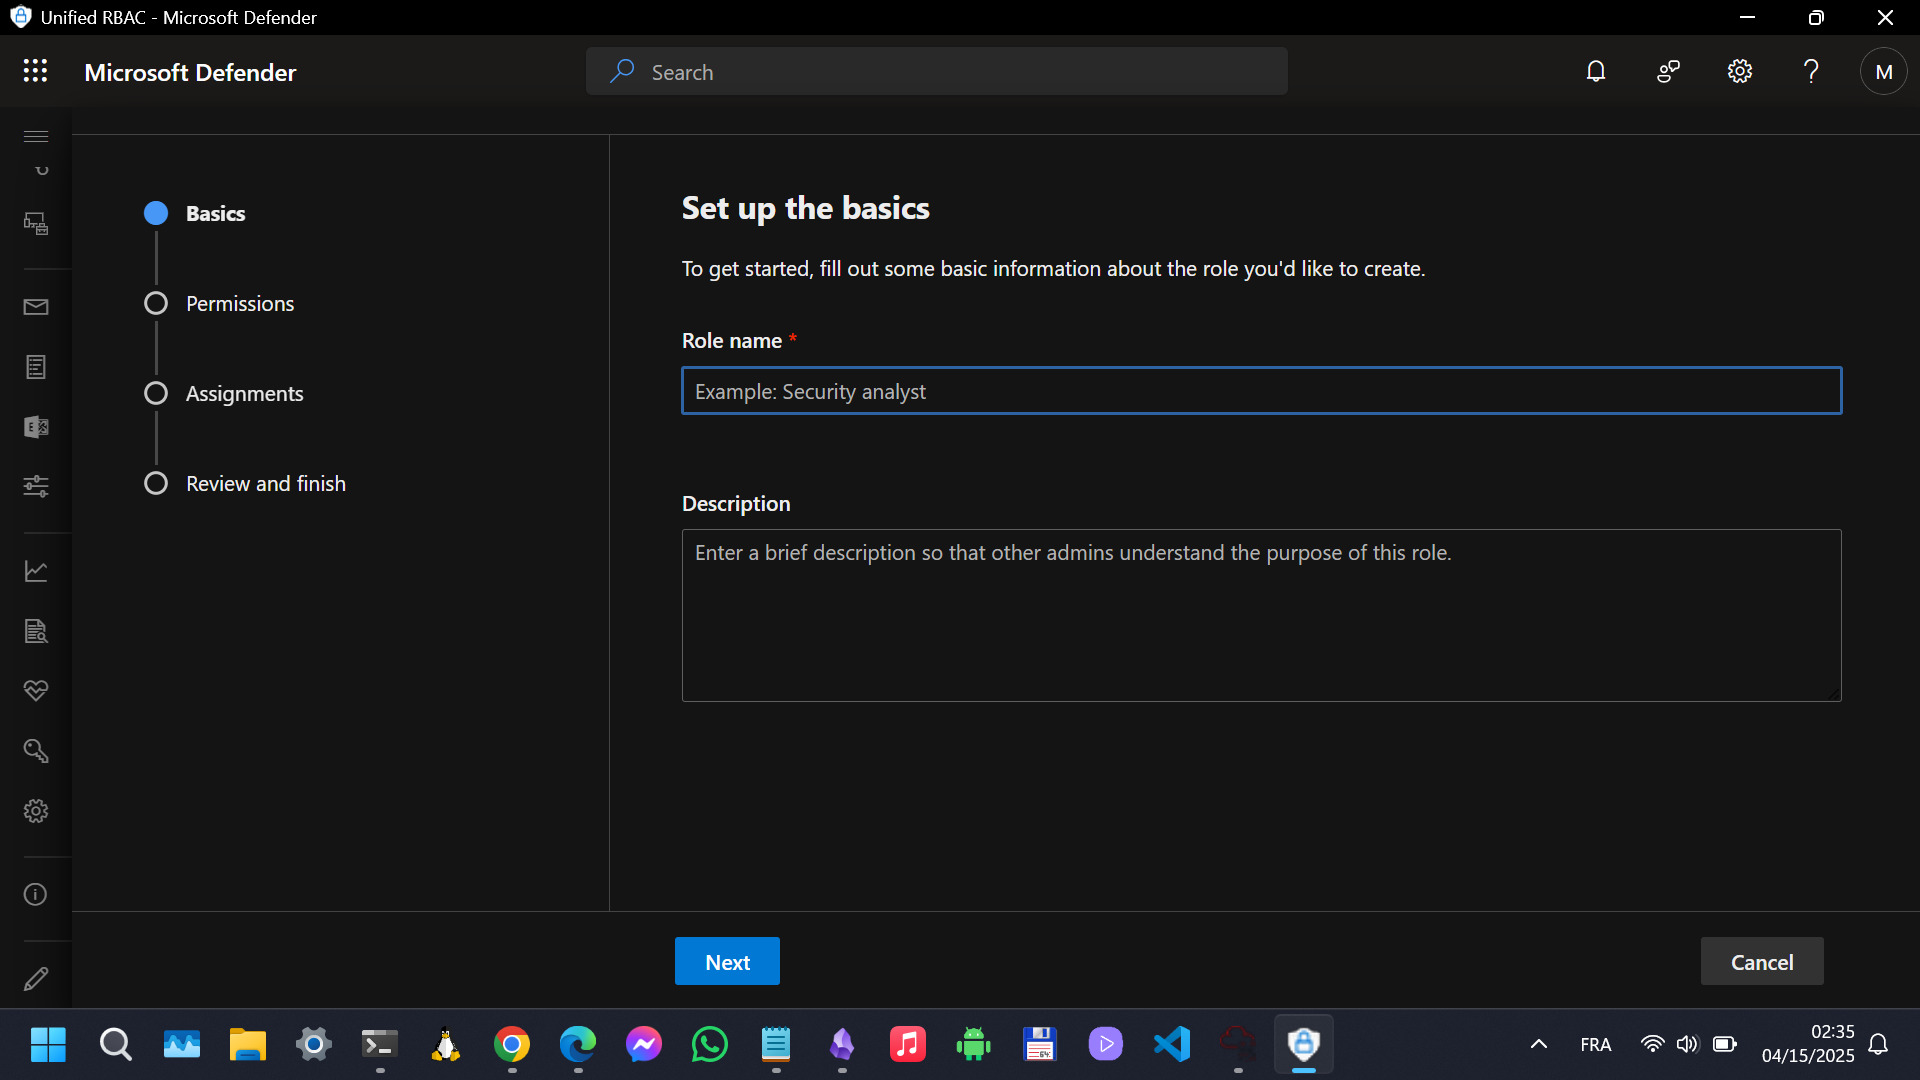 Unified RBAC - Microsoft Defender
Microsoft Defender
Search
M
Basics
Permissions
Assignments
Review and finish
Set up the basics
To get started, fill out some basic information about the role you'd like to create.
Role name *
Example: Security analyst
Description
Enter a brief description so that other admins understand the purpose of this role.
Next
Cancel
64
FRA
02:35
04/15/2025